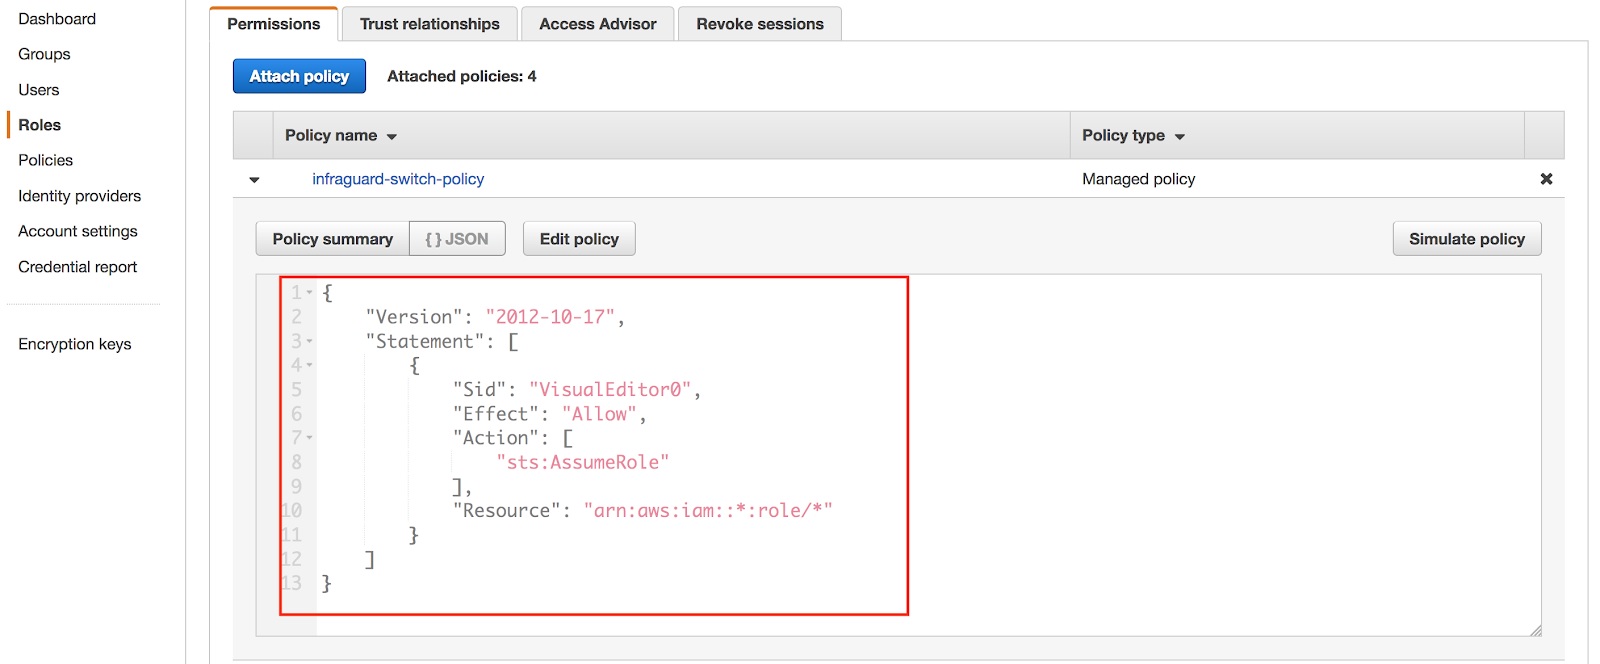 Dashboard
Groups
Users
Roles
Policies
Identity providers
Account settings
Credential report
Encryption keys
Permissions Trust relationships Access Advisor Revoke sessions
Attach policy Attached policies: 4
Policy name Policy type
infraguard-switch-policy Managed policy
Policy summary { } JSON Edit policy Simulate policy
1 {
2 "Version": "2012-10-17",
3 "Statement": [
4 {
5 "Sid": "VisualEditor0",
6 "Effect": "Allow",
7 "Action": [
8 "sts:AssumeRole"
9 ],
10 "Resource": "arn:aws:iam::*:role/*"
11 }
12 ]
13 }